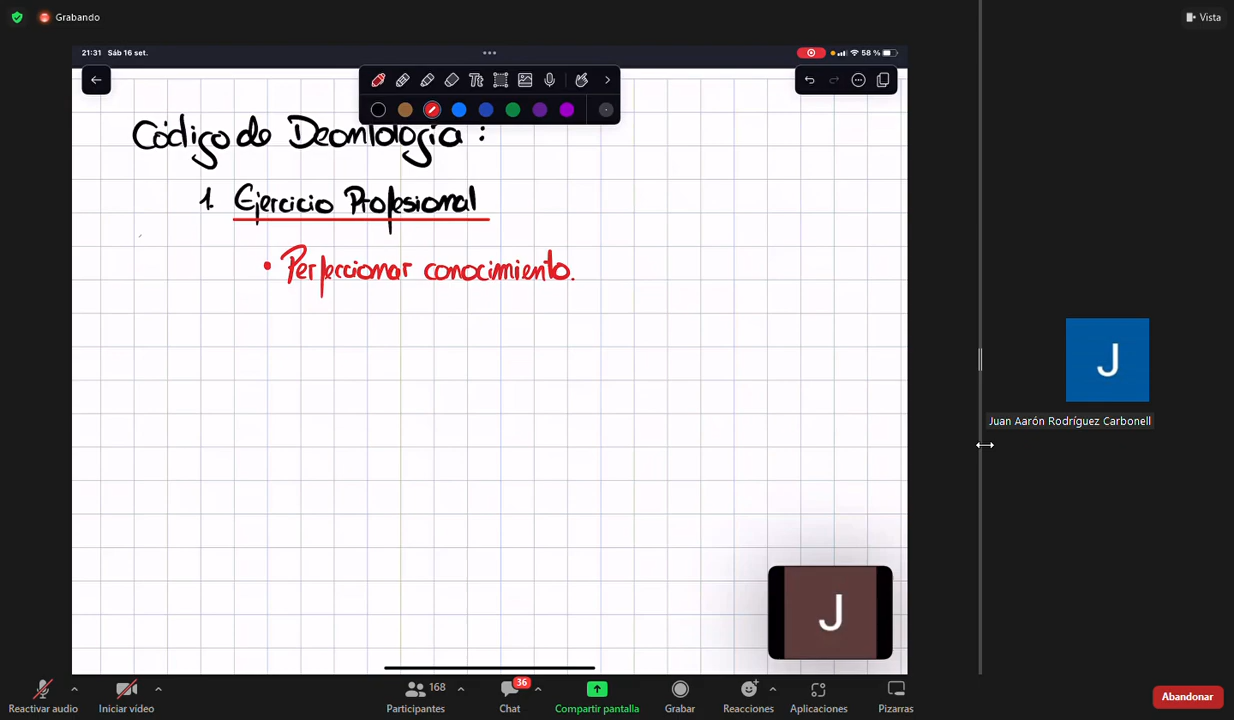 Grabando
Vista
21:31 Sáb 16 set.
58 %
Tt
Código de Deontología :
1. Ejercicio Profesional
• Perfeccionar conocimiento.
J
Juan Aarón Rodríguez Carbonell
J
168
36
Reactivar audio
Iniciar vídeo
Participantes
Chat
Compartir pantalla
Grabar
Reacciones
Aplicaciones
Pizarras
Abandonar